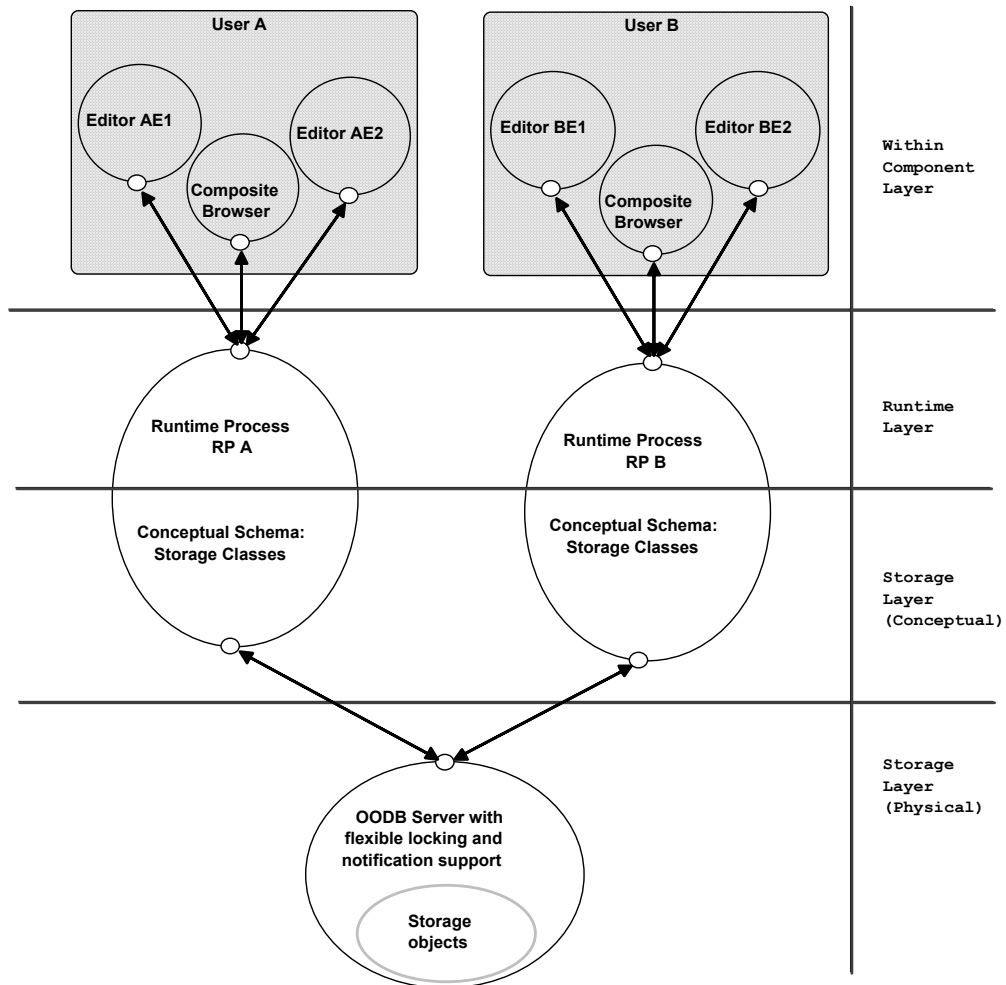 User A
Editor AE1
Editor AE2
Composite
Browser
User B
Editor BE1
Editor BE2
Composite
Browser
Within
Component
Layer
Runtime Process
RP A
Runtime Process
RP B
Runtime
Layer
Conceptual Schema:
Storage Classes
Conceptual Schema:
Storage Classes
Storage
Layer
(Conceptual)
OODB Server with
flexible locking and
notification support
Storage
objects
Storage
Layer
(Physical)